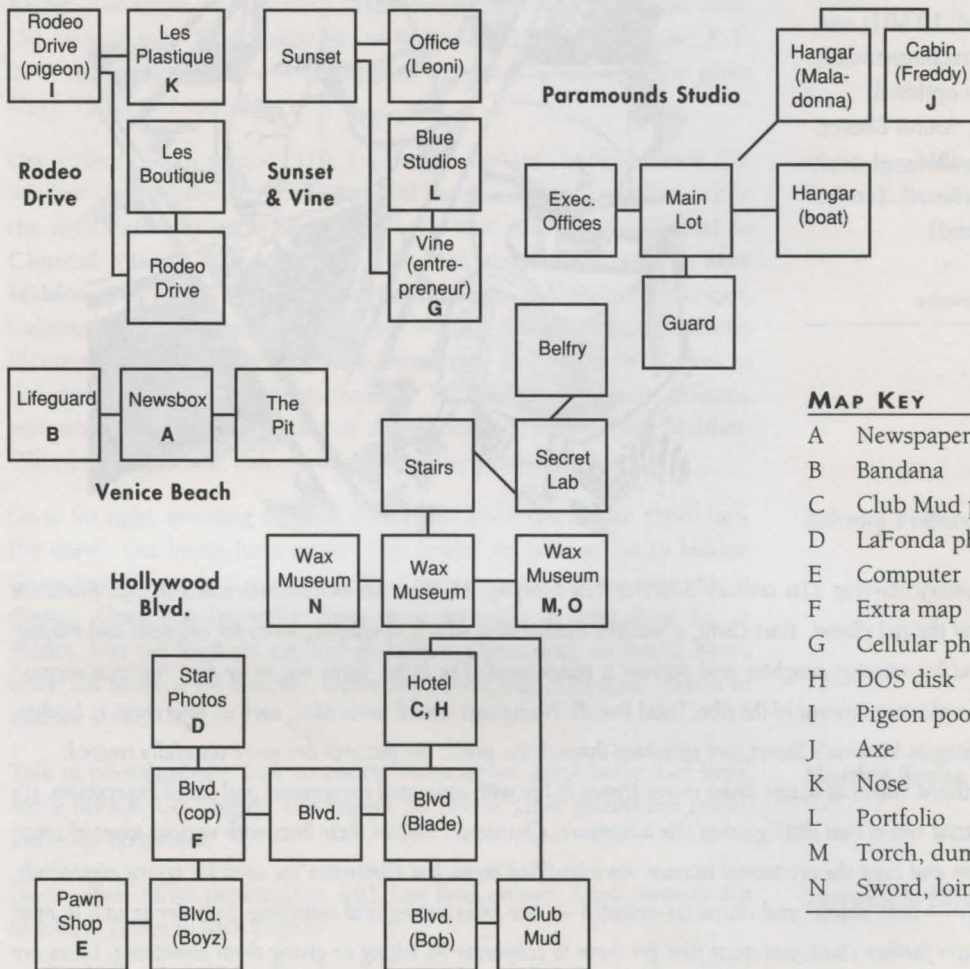 Rodeo
Drive
(pigeon)
I
Les
Plastique
K
Les
Boutique
Rodeo
Drive
Rodeo
Drive
Sunset
Office
(Leoni)
Blue
Studios
L
Vine
(entre-
preneur)
G
Sunset
& Vine
Paramounds Studio
Hangar
(Mala-
donna)
Cabin
(Freddy)
J
Exec.
Offices
Main
Lot
Hangar
(boat)
Guard
Lifeguard
B
Newsbox
A
The
Pit
Venice Beach
Belfry
Stairs
Secret
Lab
Hollywood
Blvd.
Wax
Museum
N
Wax
Museum
Wax
Museum
M, O
Star
Photos
D
Hotel
C, H
Blvd.
(cop)
F
Blvd.
Blvd
(Blade)
Pawn
Shop
E
Blvd.
(Boyz)
Blvd.
(Bob)
Club
Mud
MAP KEY
A Newspaper
B Bandana
C Club Mud p
D LaFonda ph
E Computer
F Extra map
G Cellular ph
H DOS disk
I Pigeon poo
J Axe
K Nose
L Portfolio
M Torch, dun
N Sword, loin